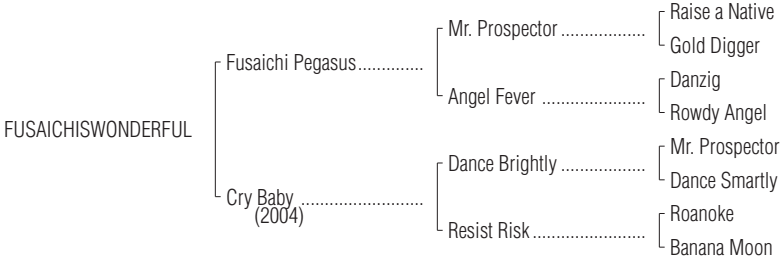 Raise a Native
Mr. Prospector ....................
Gold Digger
Fusaichi Pegasus...............
Danzig
Angel Fever ........................
Rowdy Angel
FUSAICHISWONDERFUL
Mr. Prospector
Dance Brightly ....................
Dance Smartly
Cry Baby ............................
(2004)
Roanoke
Resist Risk..........................
Banana Moon